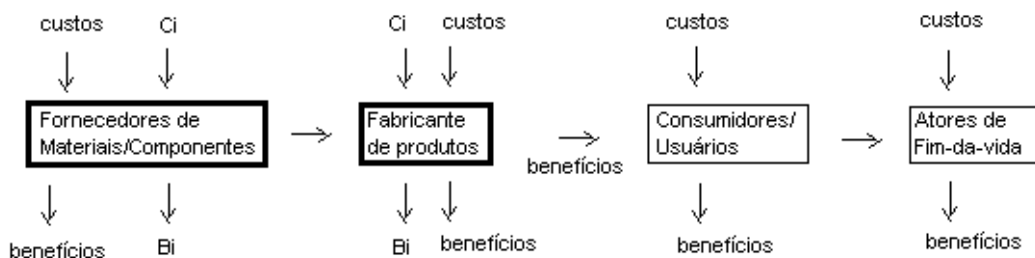 custos Ci Ci custos custos custos
Fornecedores de
Materiais/Componentes
Fabricante
de produtos
Consumidores/
Usuários
Atores de
Fim-da-vida
benefícios
benefícios Bi Bi benefícios benefícios benefícios